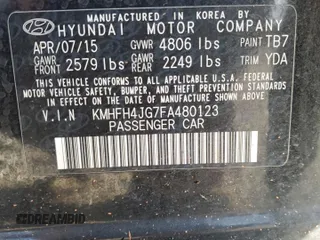 MANUFACTURED IN KOREA BY
HYUNDAI MOTOR COMPANY
APR/07/15 GVWR 4806 lbs PAINT TB7
GAWR FRONT 2579 lbs GAWR REAR 2249 lbs TRIM YDA
THIS VEHICLE CONFORMS TO ALL APPLICABLE U.S.A. FEDERAL
MOTOR VEHICLE SAFETY, BUMPER, AND THEFT PREVENTION STANDARDS
IN EFFECT ON THE DATE OF MANUFACTURE SHOWN ABOVE.
V.I.N KMHFH4JG7FA480123
PASSENGER CAR
DREAMBID